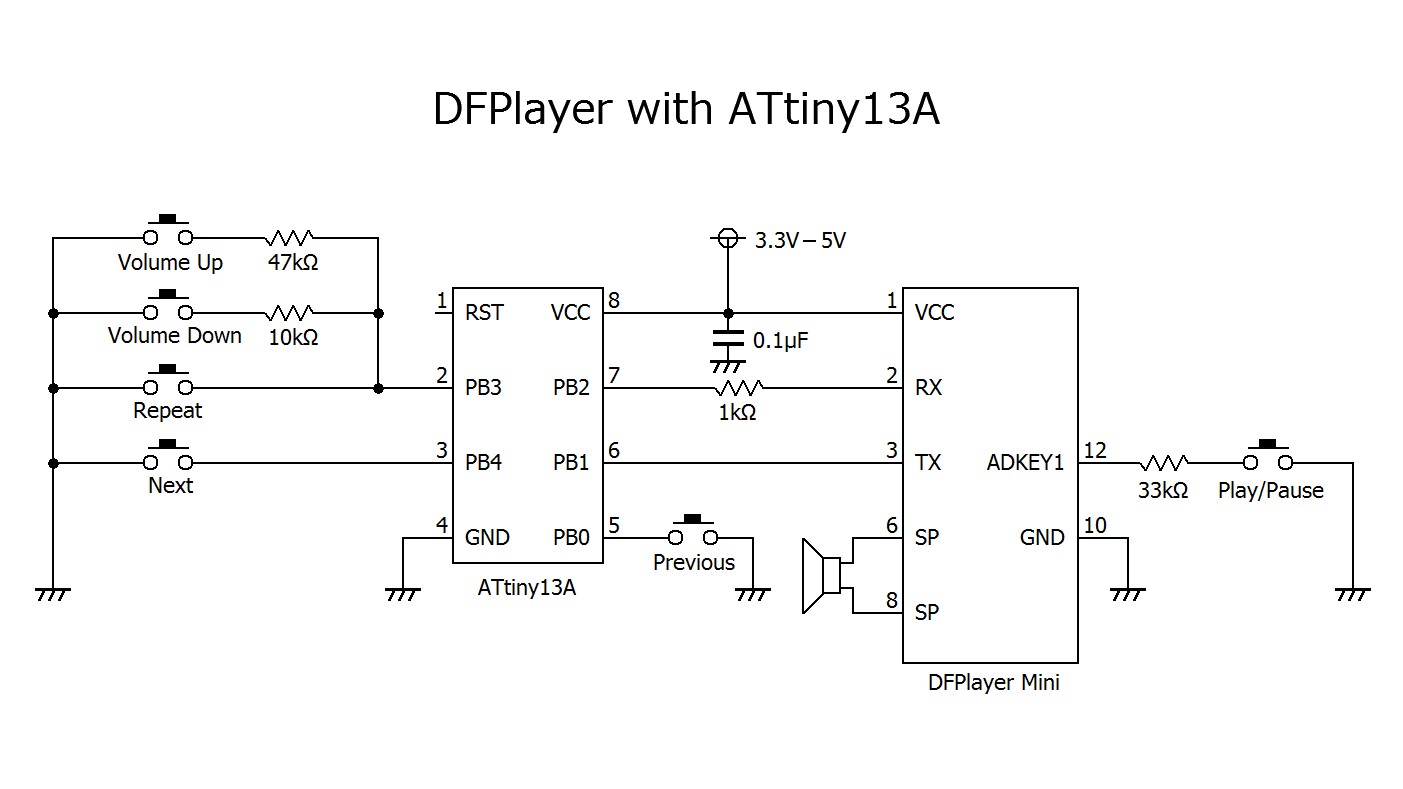 DFPlayer with ATtiny13A
Volume Up
47kΩ
Volume Down
10kΩ
Repeat
Next
3.3V－5V
0.1µF
1kΩ
1
RST
VCC
8
2
PB3
PB2
7
3
PB4
PB1
6
4
GND
PB0
5
ATtiny13A
Previous
1
VCC
2
RX
3
TX
ADKEY1
12
6
SP
GND
10
8
SP
DFPlayer Mini
33kΩ
Play/Pause